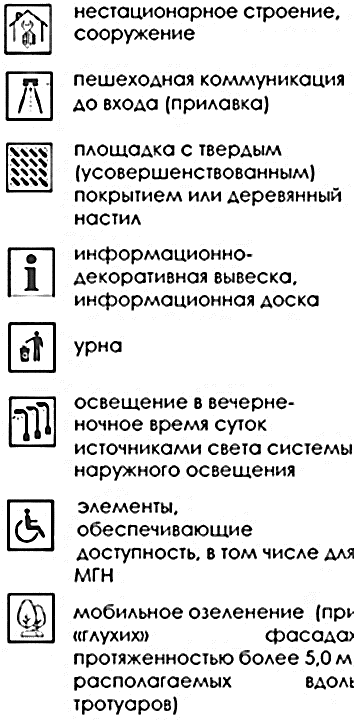 нестационарное строение,
сооружение
пешеходная коммуникация
до входа (прилавка)
площадка с твердым
(усовершенствованным)
покрытием или деревянный
настил
информационно-
декоративная вывеска,
информационная доска
урна
освещение в вечерне-
ночное время суток
источниками света системы
наружного освещения
элементы,
обеспечивающие
доступность, в том числе для
МГН
мобильное озеленение (при
«глухих» фасадах
протяженностью более 5,0 м
располагаемых вдоль
тротуаров)